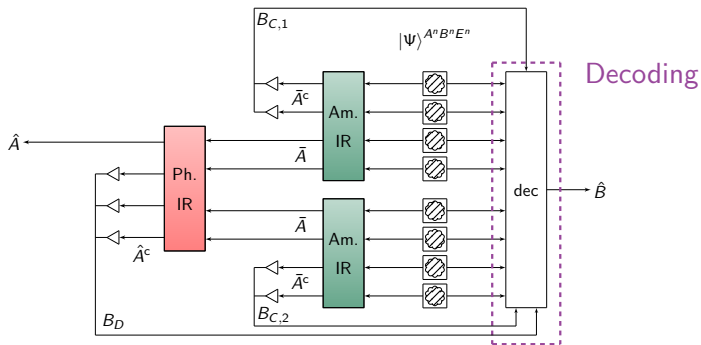 B_{C,1}
|Ψ⟩^{A^n B^n E^n}
Decoding
Ā^c
Am.
IR
Â
Ā
Ph.
IR
dec
B̂
Ā
Am.
IR
Ā^c
Â^c
Ā^c
B_{C,2}
B_D